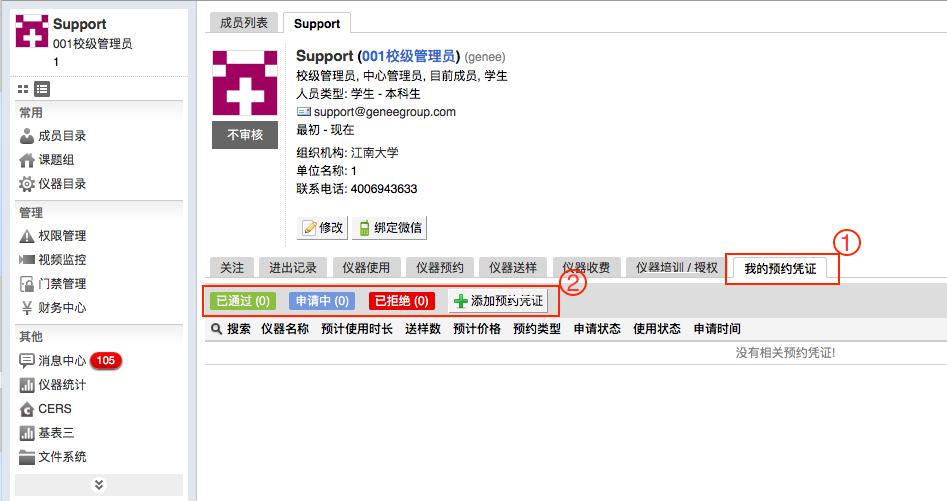 Support
001校级管理员
1
常用
成员目录
课题组
仪器目录
管理
权限管理
视频监控
门禁管理
财务中心
其他
消息中心 105
仪器统计
CERS
基表三
文件系统
成员列表 Support
Support (001校级管理员) (genee)
校级管理员, 中心管理员, 目前成员, 学生
人员类型: 学生 - 本科生
support@geneegroup.com
最初 - 现在
不审核
组织机构: 江南大学
单位名称: 1
联系电话: 4006943633
修改 绑定微信
①
关注 进出记录 仪器使用 仪器预约 仪器送样 仪器收费 仪器培训 / 授权 我的预约凭证
②
已通过 (0) 申请中 (0) 已拒绝 (0) 添加预约凭证
搜索 仪器名称 预计使用时长 送样数 预计价格 预约类型 申请状态 使用状态 申请时间
没有相关预约凭证!